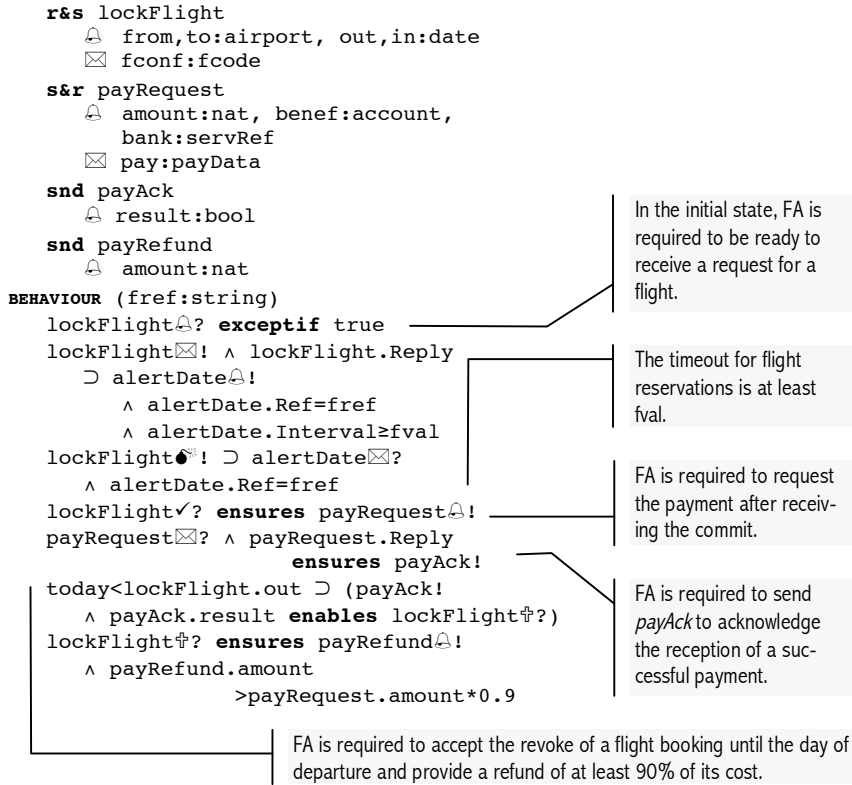 r&s lockFlight
🔔 from,to:airport, out,in:date
✉ fconf:fcode
s&r payRequest
🔔 amount:nat, benef:account,
bank:servRef
✉ pay:payData
snd payAck
🔔 result:bool
snd payRefund
🔔 amount:nat
BEHAVIOUR (fref:string)
lockFlight🔔? exceptif true
lockFlight✉! ∧ lockFlight.Reply
⊃ alertDate🔔!
∧ alertDate.Ref=fref
∧ alertDate.Interval≥fval
lockFlight💣! ⊃ alertDate✉?
∧ alertDate.Ref=fref
lockFlight✓? ensures payRequest🔔!
payRequest✉? ∧ payRequest.Reply
ensures payAck!
today<lockFlight.out ⊃ (payAck!
∧ payAck.result enables lockFlight✞?)
lockFlight✞? ensures payRefund🔔!
∧ payRefund.amount
>payRequest.amount*0.9
In the initial state, FA is
required to be ready to
receive a request for a
flight.
The timeout for flight
reservations is at least
fval.
FA is required to request
the payment after receiv-
ing the commit.
FA is required to send
payAck to acknowledge
the reception of a suc-
cessful payment.
FA is required to accept the revoke of a flight booking until the day of
departure and provide a refund of at least 90% of its cost.